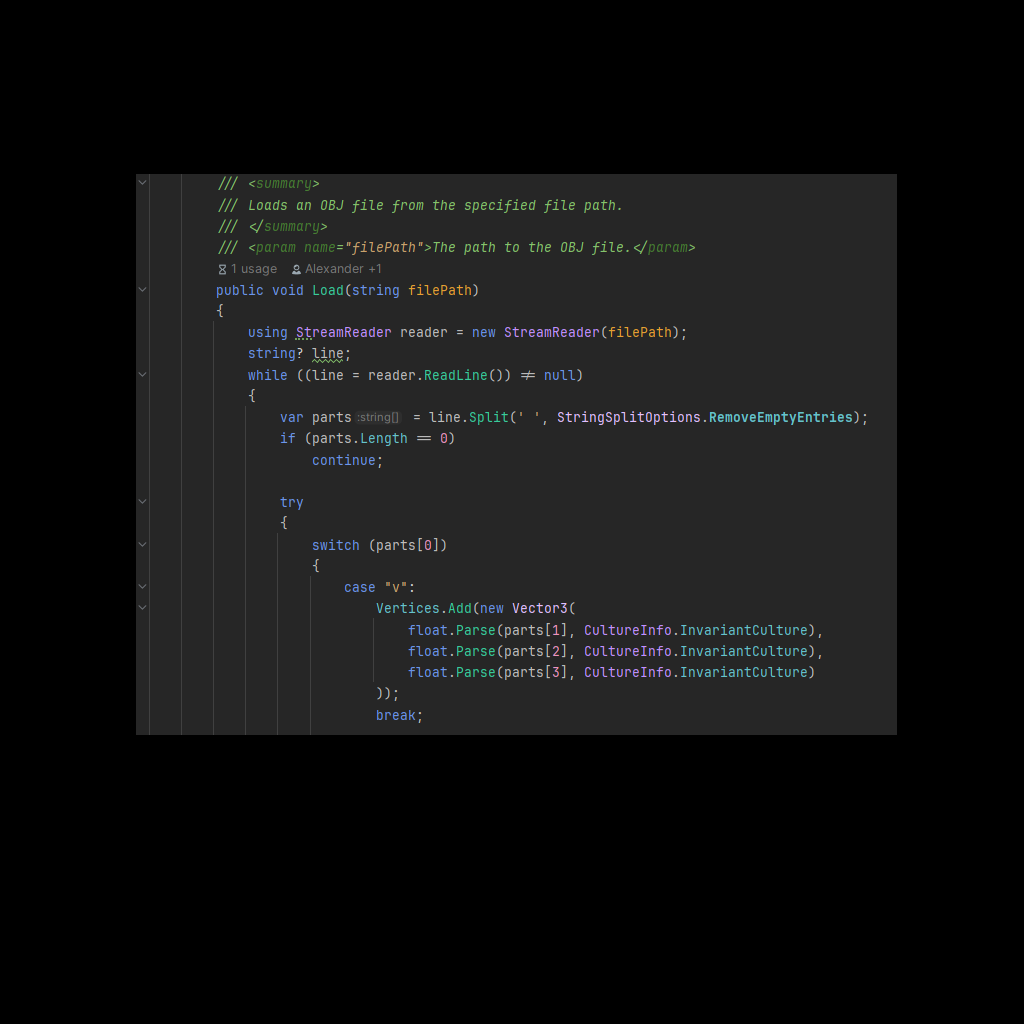 /// <summary>
/// Loads an OBJ file from the specified file path.
/// </summary>
/// <param name="filePath">The path to the OBJ file.</param>
1 usage Alexander +1
public void Load(string filePath)
{
using StreamReader reader = new StreamReader(filePath);
string? line;
while ((line = reader.ReadLine()) != null)
{
var parts :string[] = line.Split(' ', StringSplitOptions.RemoveEmptyEntries);
if (parts.Length == 0)
continue;
try
{
switch (parts[0])
{
case "v":
Vertices.Add(new Vector3(
float.Parse(parts[1], CultureInfo.InvariantCulture),
float.Parse(parts[2], CultureInfo.InvariantCulture),
float.Parse(parts[3], CultureInfo.InvariantCulture)
));
break;